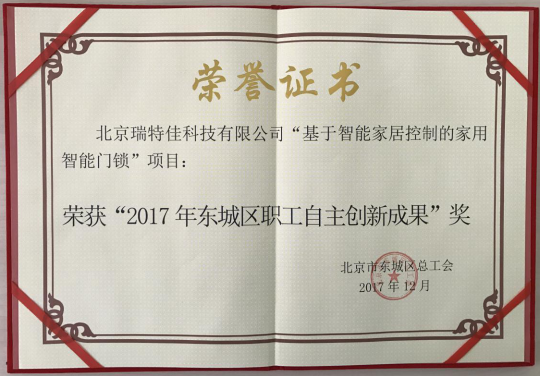 荣誉证书
北京瑞特佳科技有限公司“基于智能家居控制的家用
智能门锁”项目：
荣获“2017年东城区职工自主创新成果”奖
北京市东城区总工会
2017年12月